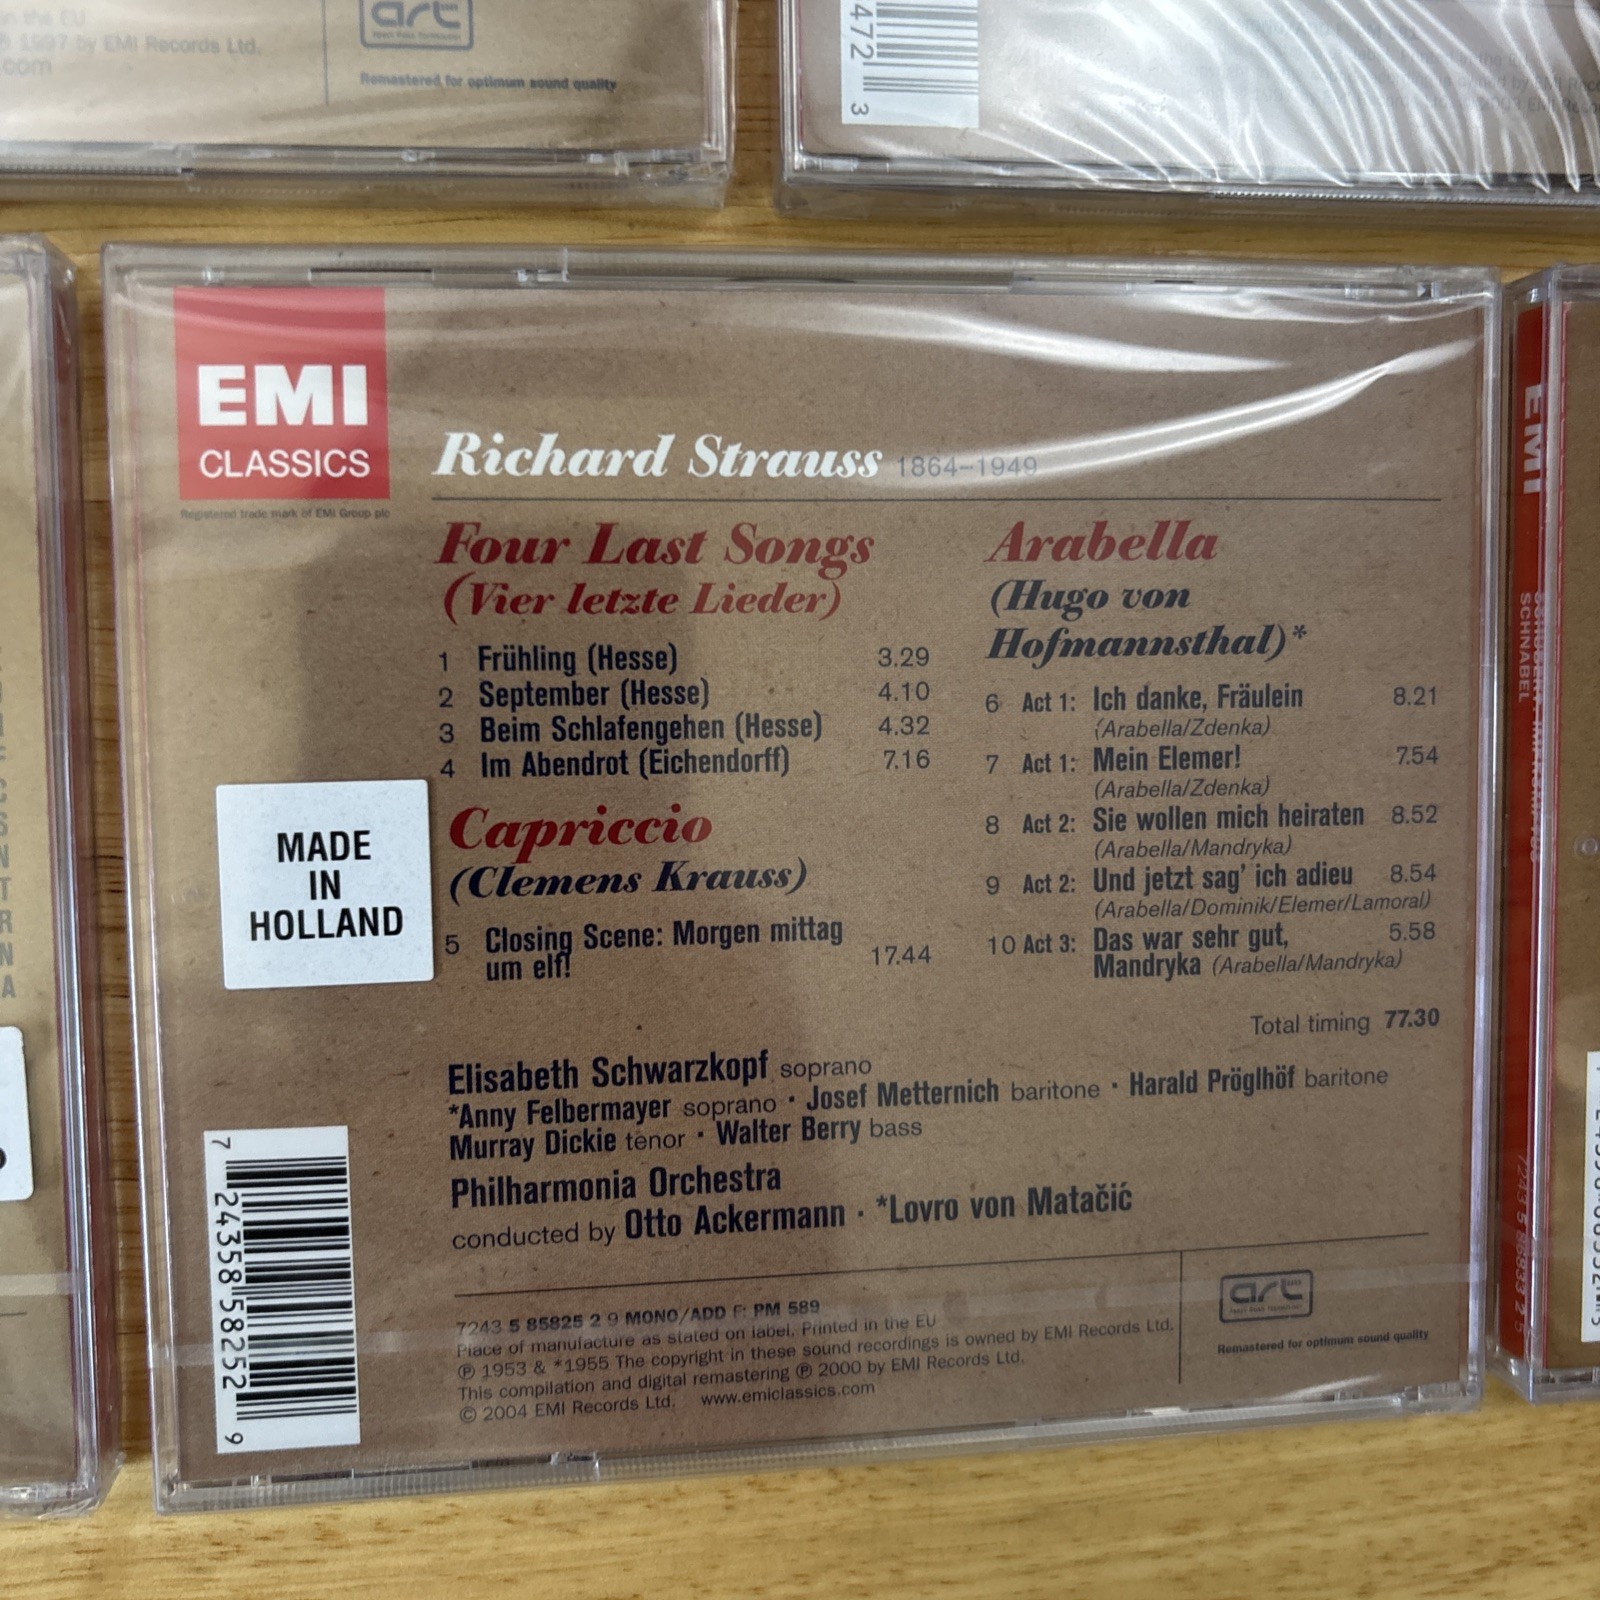 in the EU
1997 by EMI Records Ltd.
.com
art
Remastered for optimum sound quality
472
3
EMI
CLASSICS
Registered trade mark of EMI Group plc
Richard Strauss 1864–1949
Four Last Songs
(Vier letzte Lieder)
1 Frühling (Hesse) 3.29
2 September (Hesse) 4.10
3 Beim Schlafengehen (Hesse) 4.32
4 Im Abendrot (Eichendorff) 7.16
Capriccio
(Clemens Krauss)
5 Closing Scene: Morgen mittag
um elf! 17.44
Arabella
(Hugo von
Hofmannsthal)*
6 Act 1: Ich danke, Fräulein 8.21
(Arabella/Zdenka)
7 Act 1: Mein Elemer! 7.54
(Arabella/Zdenka)
8 Act 2: Sie wollen mich heiraten 8.52
(Arabella/Mandryka)
9 Act 2: Und jetzt sag' ich adieu 8.54
(Arabella/Dominik/Elemer/Lamoral)
10 Act 3: Das war sehr gut, 5.58
Mandryka (Arabella/Mandryka)
Total timing 77.30
MADE
IN
HOLLAND
Elisabeth Schwarzkopf soprano
*Anny Felbermayer soprano · Josef Metternich baritone · Harald Pröglhöf baritone
Murray Dickie tenor · Walter Berry bass
Philharmonia Orchestra
conducted by Otto Ackermann · *Lovro von Matačić
7243 5 85825 2 9 MONO/ADD F: PM 589
Place of manufacture as stated on label. Printed in the EU
℗ 1953 & *1955 The copyright in these sound recordings is owned by EMI Records Ltd.
This compilation and digital remastering ℗ 2000 by EMI Records Ltd.
© 2004 EMI Records Ltd. www.emiclassics.com
art
Remastered for optimum sound quality
7 24358 58252 9
EMI
SCHNABEL